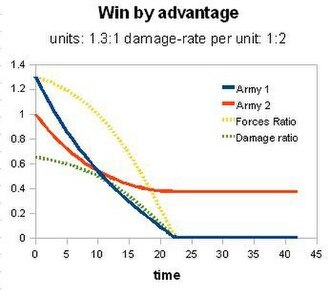 Win by advantage
units: 1.3:1 damage-rate per unit: 1:2
1.4
1.2
1
0.8
0.6
0.4
0.2
0
Army 1
Army 2
Forces Ratio
Damage ratio
0 5 10 15 20 25 30 35 40 45
time